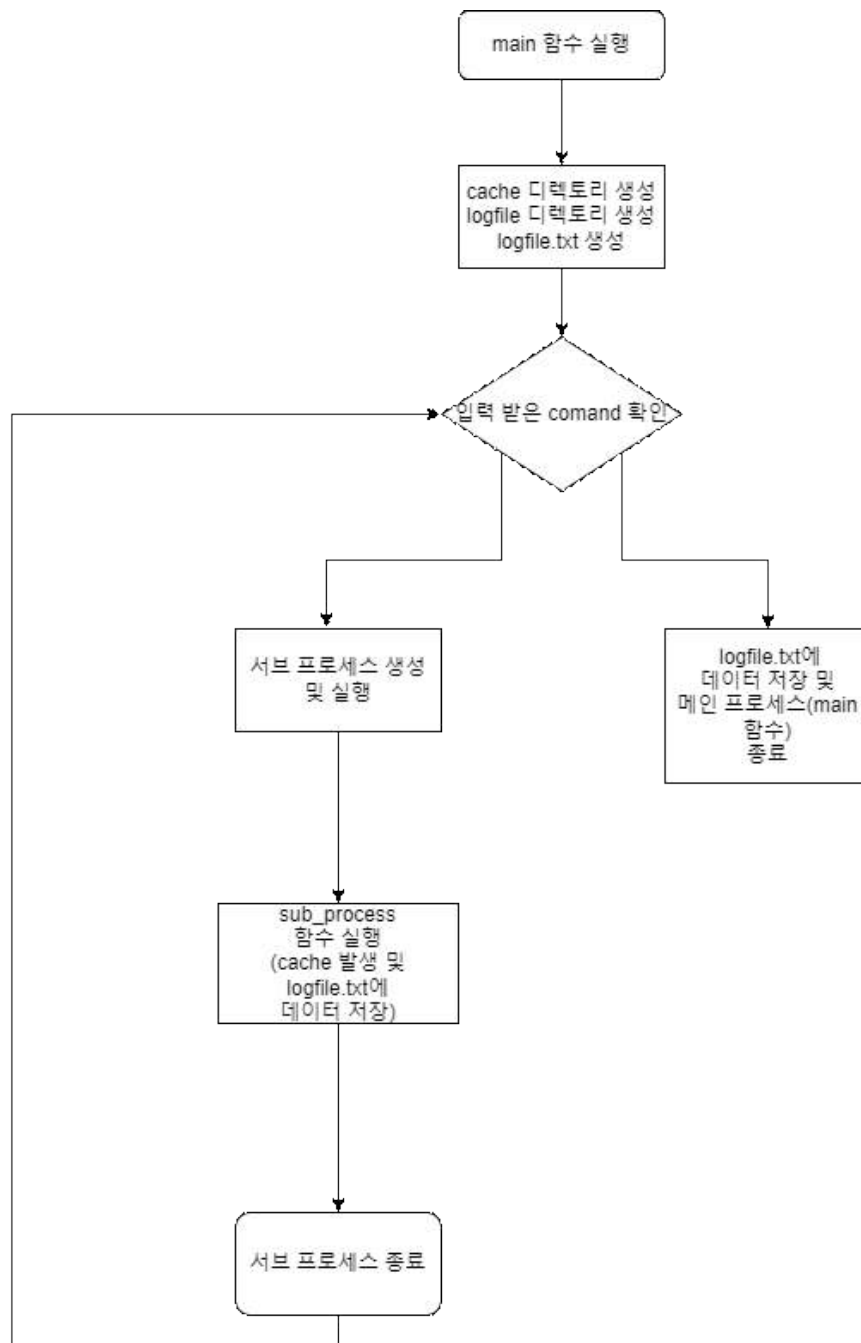 main 함수 실행
cache 디렉토리 생성
logfile 디렉토리 생성
logfile.txt 생성
입력 받은 comand 확인
서브 프로세스 생성
및 실행
logfile.txt에
데이터 저장 및
메인 프로세스(main
함수)
종료
sub_process
함수 실행
(cache 발생 및
logfile.txt에
데이터 저장)
서브 프로세스 종료